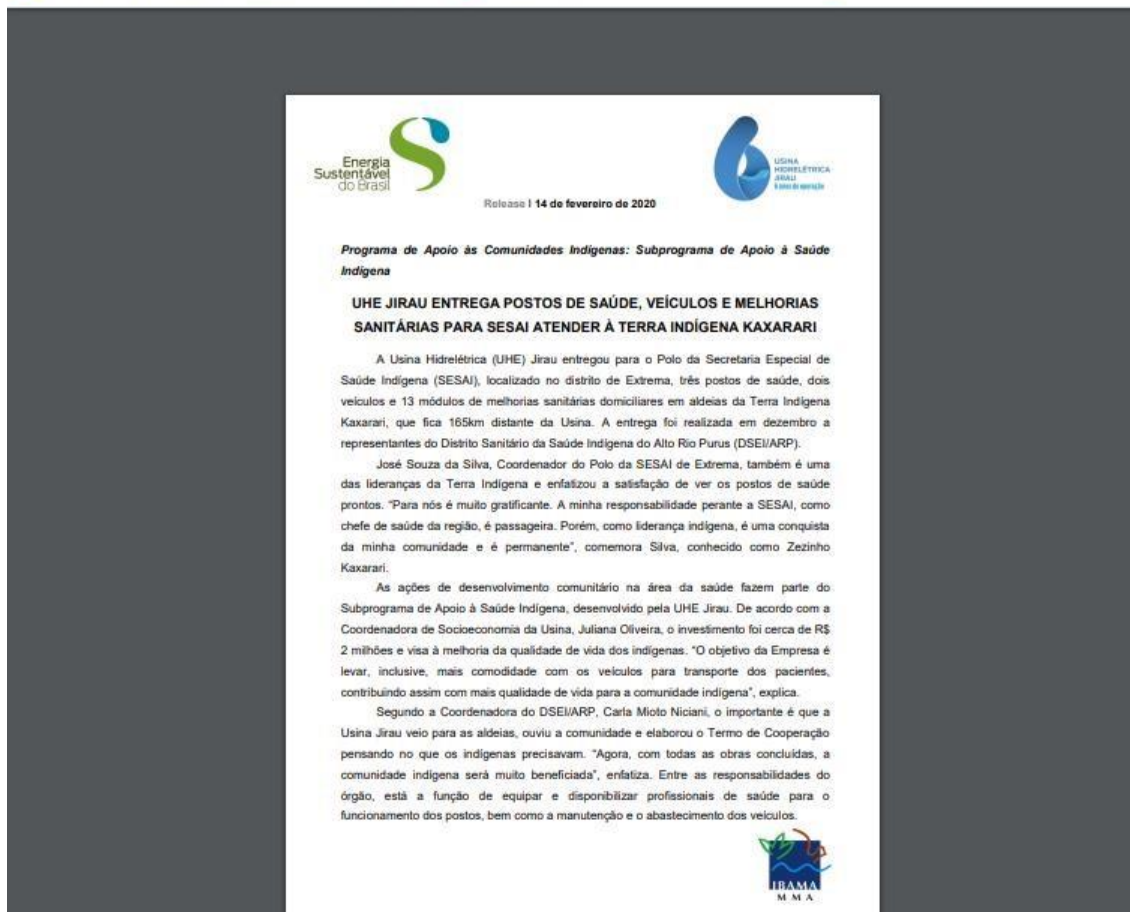 Energia
Sustentável
do Brasil
USINA
HIDRELÉTRICA
JIRAU
6 anos de operação
Release I 14 de fevereiro de 2020
Programa de Apoio às Comunidades Indígenas: Subprograma de Apoio à Saúde
Indígena
UHE JIRAU ENTREGA POSTOS DE SAÚDE, VEÍCULOS E MELHORIAS
SANITÁRIAS PARA SESAI ATENDER À TERRA INDÍGENA KAXARARI
A Usina Hidrelétrica (UHE) Jirau entregou para o Polo da Secretaria Especial de
Saúde Indígena (SESAI), localizado no distrito de Extrema, três postos de saúde, dois
veículos e 13 módulos de melhorias sanitárias domiciliares em aldeias da Terra Indígena
Kaxarari, que fica 165km distante da Usina. A entrega foi realizada em dezembro a
representantes do Distrito Sanitário da Saúde Indígena do Alto Rio Purus (DSEI/ARP).
José Souza da Silva, Coordenador do Polo da SESAI de Extrema, também é uma
das lideranças da Terra Indígena e enfatizou a satisfação de ver os postos de saúde
prontos. “Para nós é muito gratificante. A minha responsabilidade perante a SESAI, como
chefe de saúde da região, é passageira. Porém, como liderança indígena, é uma conquista
da minha comunidade e é permanente”, comemora Silva, conhecido como Zezinho
Kaxarari.
As ações de desenvolvimento comunitário na área da saúde fazem parte do
Subprograma de Apoio à Saúde Indígena, desenvolvido pela UHE Jirau. De acordo com a
Coordenadora de Socioeconomia da Usina, Juliana Oliveira, o investimento foi cerca de R$
2 milhões e visa à melhoria da qualidade de vida dos indígenas. “O objetivo da Empresa é
levar, inclusive, mais comodidade com os veículos para transporte dos pacientes,
contribuindo assim com mais qualidade de vida para a comunidade indígena”, explica.
Segundo a Coordenadora do DSEI/ARP, Carla Mioto Niciani, o importante é que a
Usina Jirau veio para as aldeias, ouviu a comunidade e elaborou o Termo de Cooperação
pensando no que os indígenas precisavam. “Agora, com todas as obras concluídas, a
comunidade indígena será muito beneficiada”, enfatiza. Entre as responsabilidades do
órgão, está a função de equipar e disponibilizar profissionais de saúde para o
funcionamento dos postos, bem como a manutenção e o abastecimento dos veículos.
IBAMA
M M A